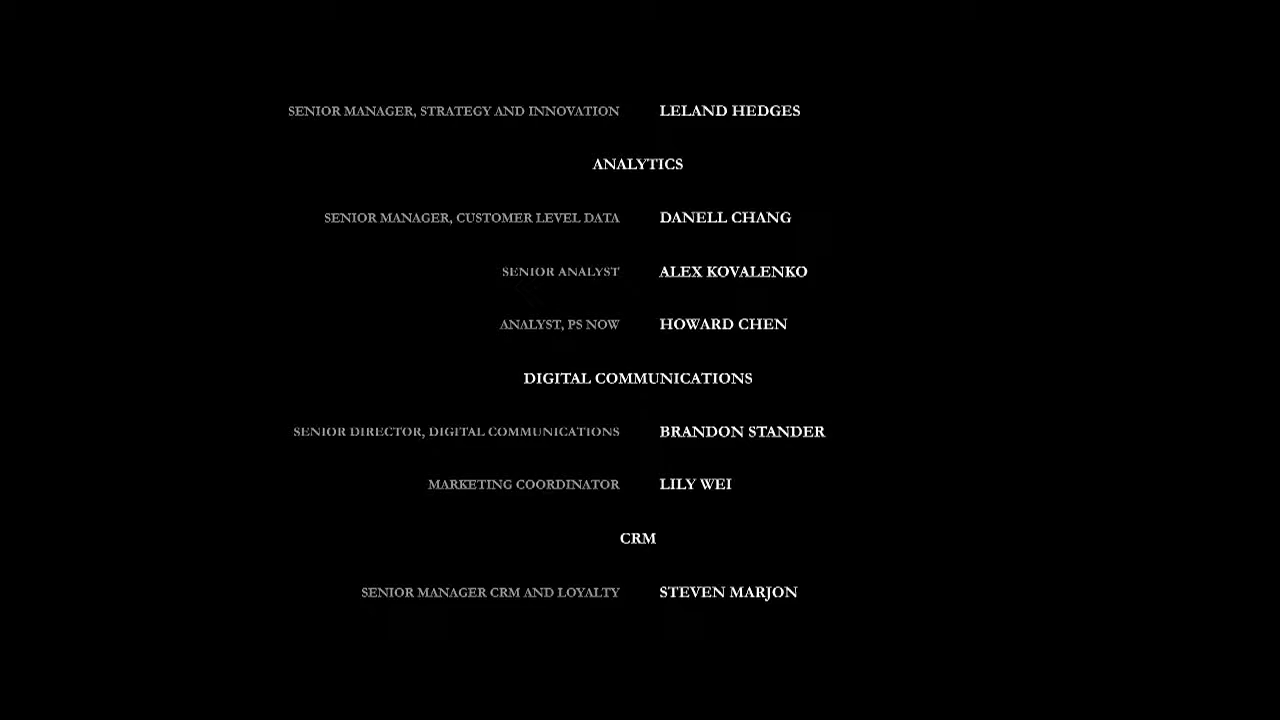 SENIOR MANAGER, STRATEGY AND INNOVATION LELAND HEDGES
ANALYTICS
SENIOR MANAGER, CUSTOMER LEVEL DATA DANELL CHANG
SENIOR ANALYST ALEX KOVALENKO
ANALYST, PS NOW HOWARD CHEN
DIGITAL COMMUNICATIONS
SENIOR DIRECTOR, DIGITAL COMMUNICATIONS BRANDON STANDER
MARKETING COORDINATOR LILY WEI
CRM
SENIOR MANAGER CRM AND LOYALTY STEVEN MARJON